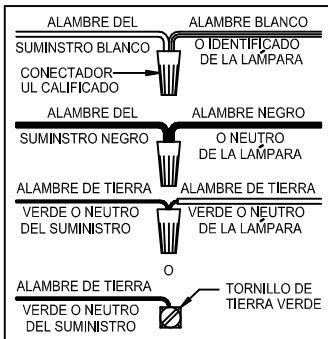 ALAMBRE DEL
SUMINSTRO BLANCO
ALAMBRE BLANCO
O IDENTIFICADO
DE LA LAMPARA
CONECTADOR
UL CALIFICADO
ALAMBRE DEL
SUMINSTRO NEGRO
ALAMBRE NEGRO
O NEUTRO
DE LA LÁMPARA
ALAMBRE DE TIERRA
VERDE O NEUTRO
DEL SUMINISTRO
ALAMBRE DE TIERRA
VERDE O NEUTRO
DE LA LÁMPARA
O
ALAMBRE DE TIERRA
VERDE O NEUTRO
DEL SUMINISTRO
TORNILLO DE
TIERRA VERDE